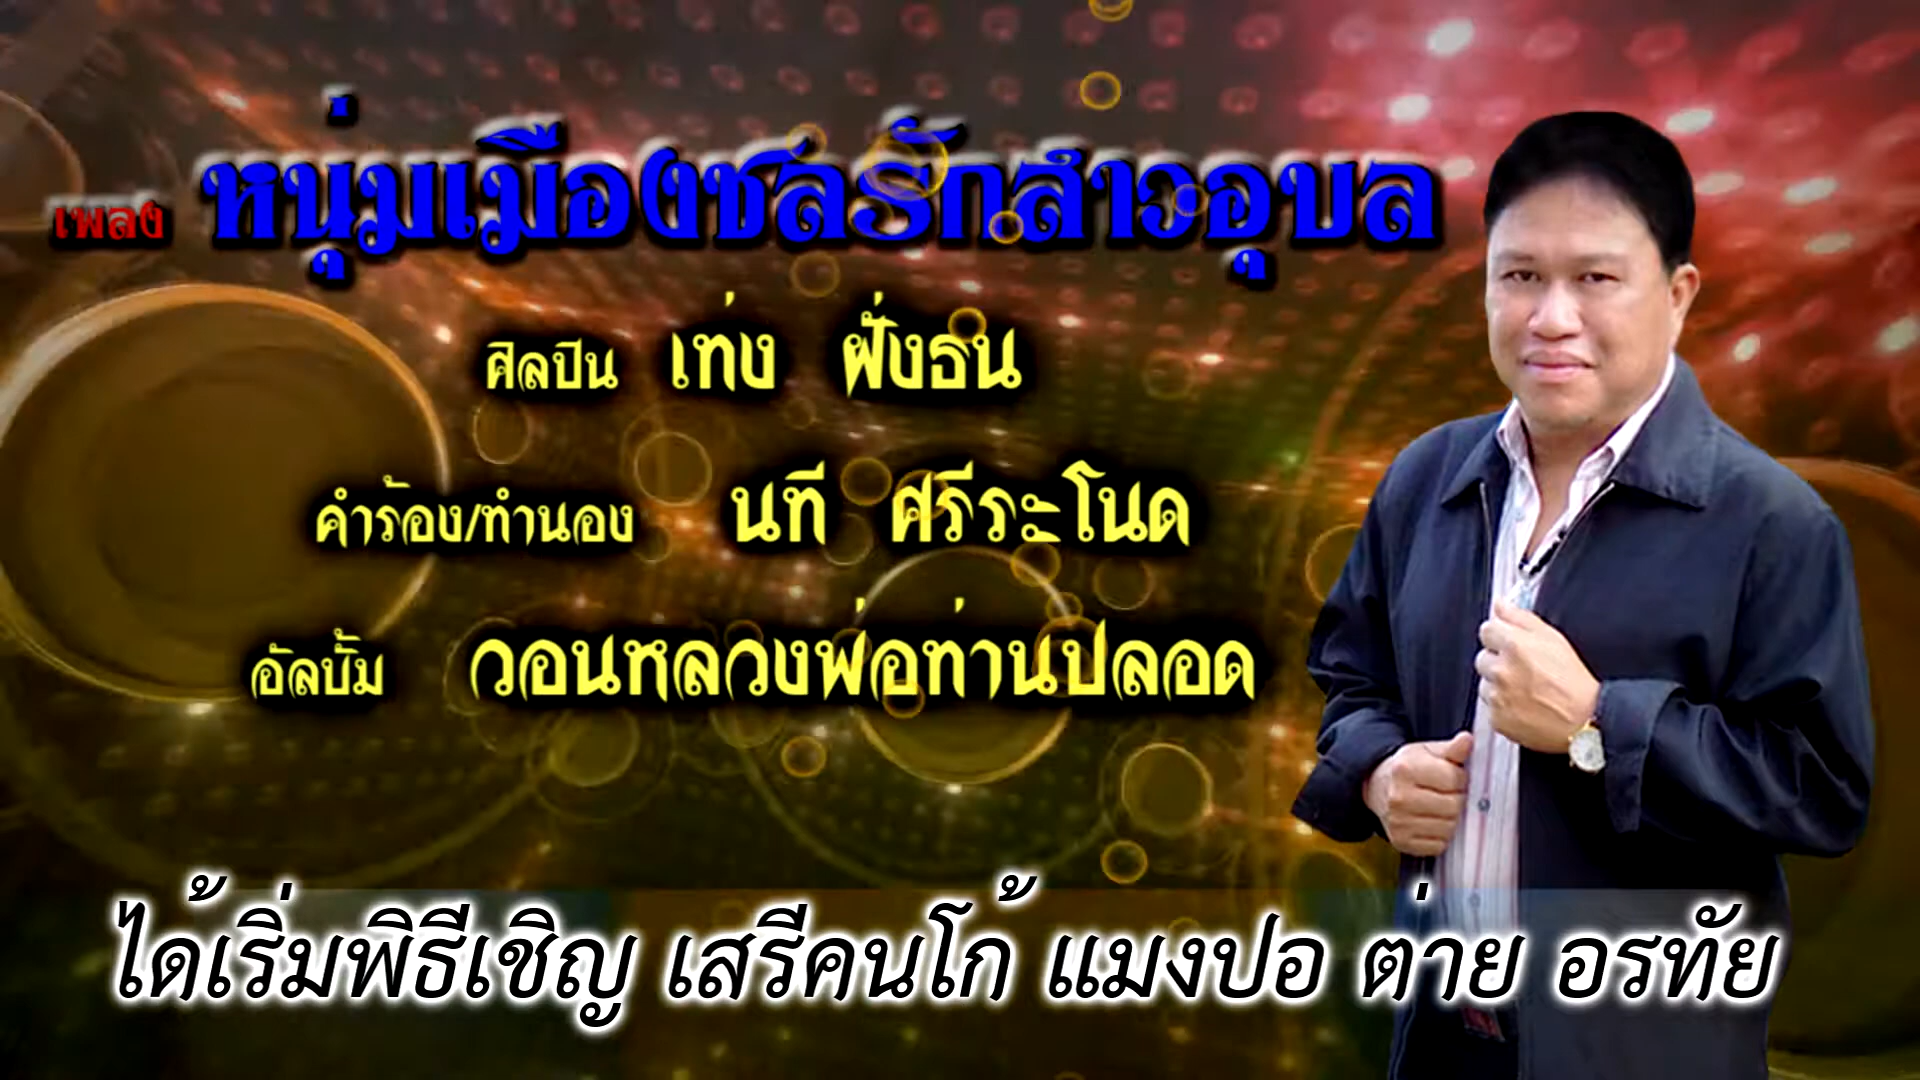 เพลง หนุ่มเมืองชลรักสาวอุบล
ศิลปิน เท่ง ฝั่งธน
คำร้อง/ทำนอง นที ศรีระโนด
อัลบั้ม วอนหลวงพ่อท่านปลอด
ได้เริ่มพิธีเชิญ เสรีคนโก้ แมงปอ ต่าย อรทัย